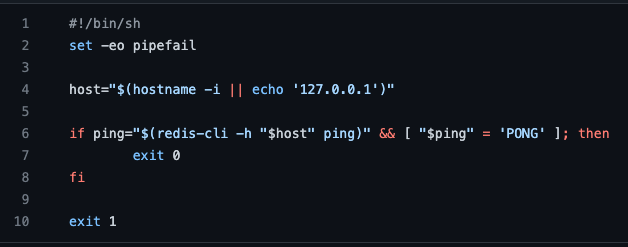 1 #!/bin/sh
2 set -eo pipefail
3
4 host="$(hostname -i || echo '127.0.0.1')"
5
6 if ping="$(redis-cli -h "$host" ping)" && [ "$ping" = 'PONG' ]; then
7 exit 0
8 fi
9
10 exit 1